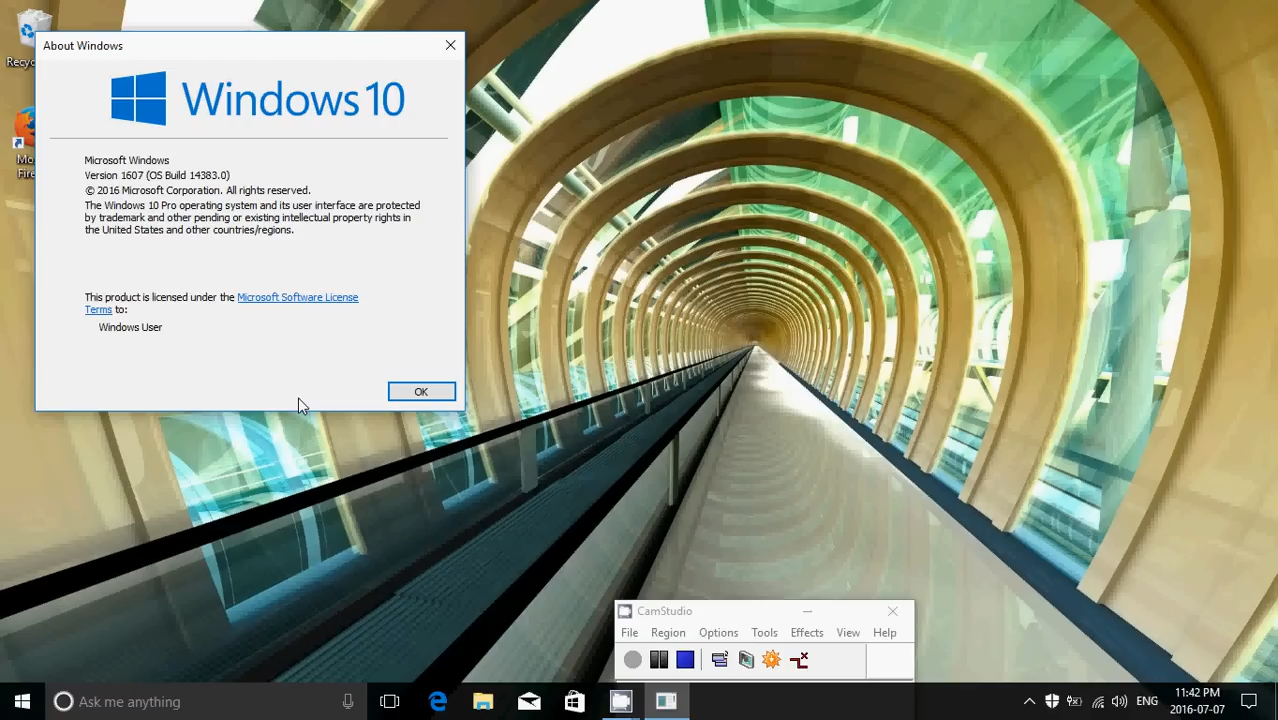 About Windows
Windows 10
Microsoft Windows
Version 1607 (OS Build 14383.0)
© 2016 Microsoft Corporation. All rights reserved.
The Windows 10 Pro operating system and its user interface are protected
by trademark and other pending or existing intellectual property rights in
the United States and other countries/regions.
This product is licensed under the Microsoft Software License
Terms to:
Windows User
OK
CamStudio
File Region Options Tools Effects View Help
Ask me anything
ENG
11:42 PM
2016-07-07